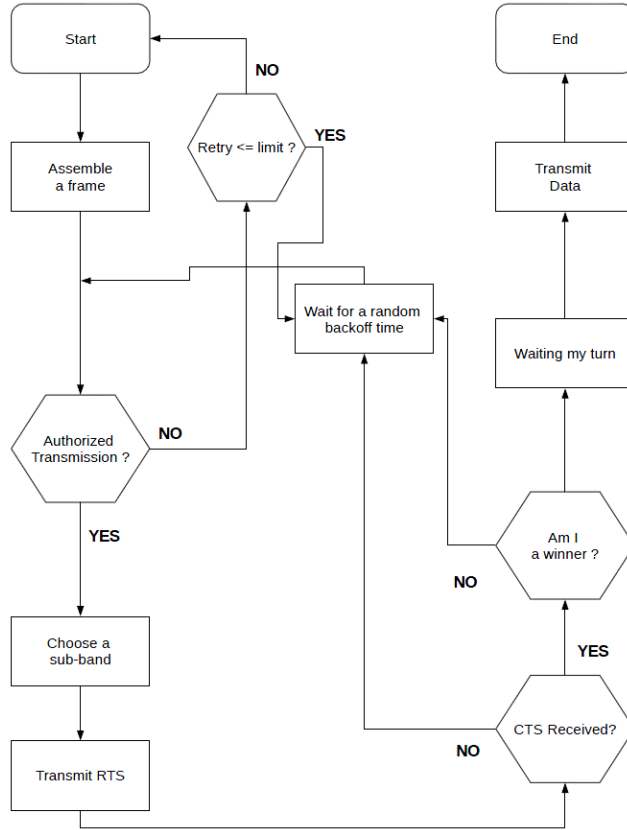 Start
End
NO
YES
Retry <= limit ?
Assemble
a frame
Transmit
Data
Wait for a random
backoff time
Waiting my turn
Authorized
Transmission ?
NO
YES
Am I
a winner ?
NO
YES
Choose a
sub-band
CTS Received?
NO
Transmit RTS